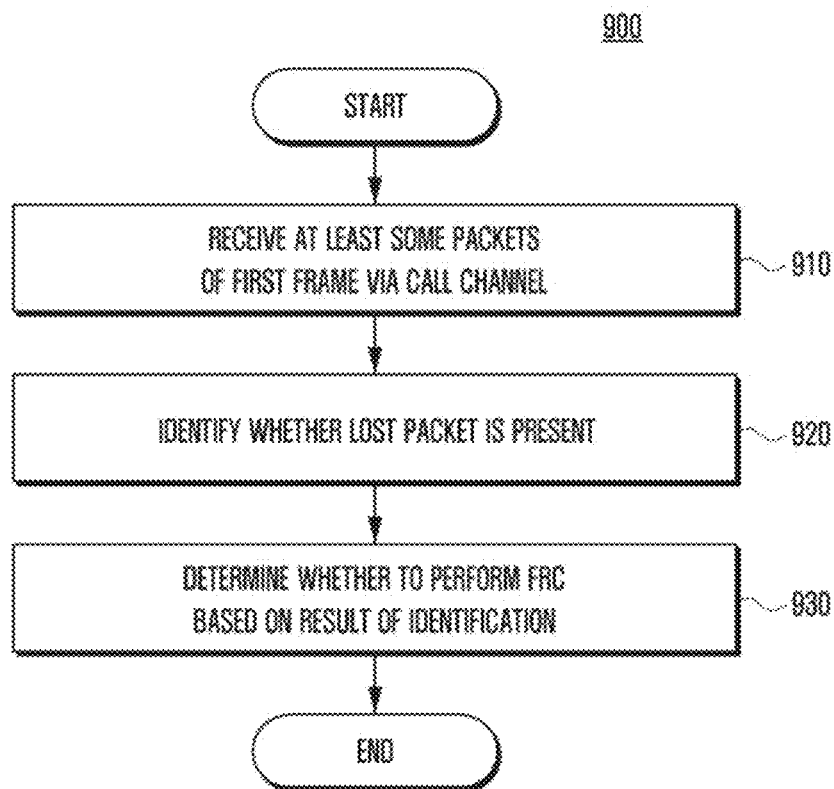 900
START
RECEIVE AT LEAST SOME PACKETS
OF FIRST FRAME VIA CALL CHANNEL
910
IDENTIFY WHETHER LOST PACKET IS PRESENT
920
DETERMINE WHETHER TO PERFORM FRC
BASED ON RESULT OF IDENTIFICATION
930
END